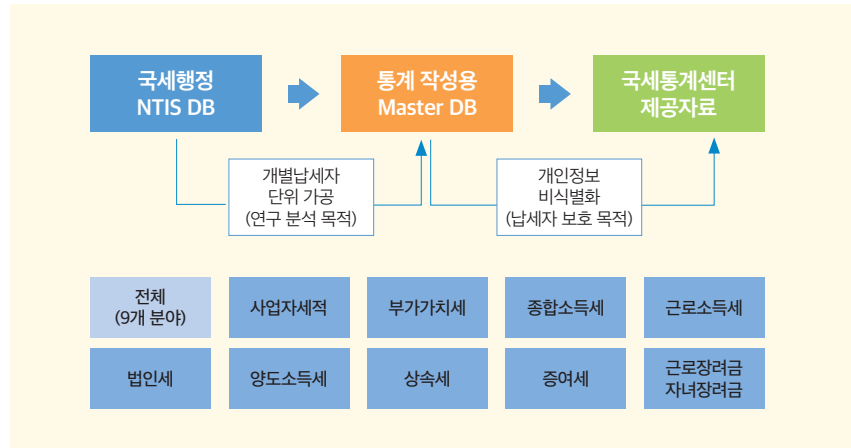 국세행정
NTIS DB
통계 작성용
Master DB
국세통계센터
제공자료
개별납세자
단위 가공
(연구 분석 목적)
개인정보
비식별화
(납세자 보호 목적)
전체
(9개 분야)
사업자세적
부가가치세
종합소득세
근로소득세
법인세
양도소득세
상속세
증여세
근로장려금
자녀장려금